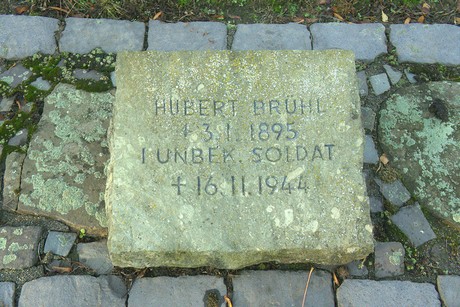 HUBERT BRÜHL
† 3.1.1895
1 UNBEK. SOLDAT
† 16.11.1944